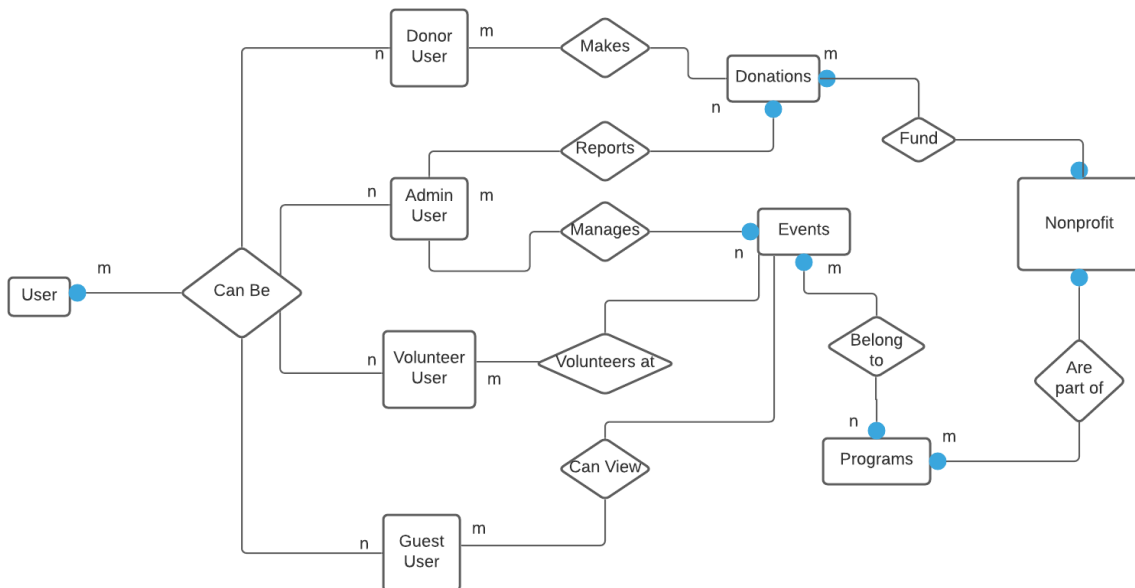 Donor
User
m
n
Makes
m
Donations
n
Fund
Reports
n
Admin
User
m
Manages
Events
n
m
Nonprofit
m
User
Can Be
n
Volunteer
User
m
Volunteers at
Belong
to
Are
part of
n
m
Programs
Can View
n
Guest
User
m